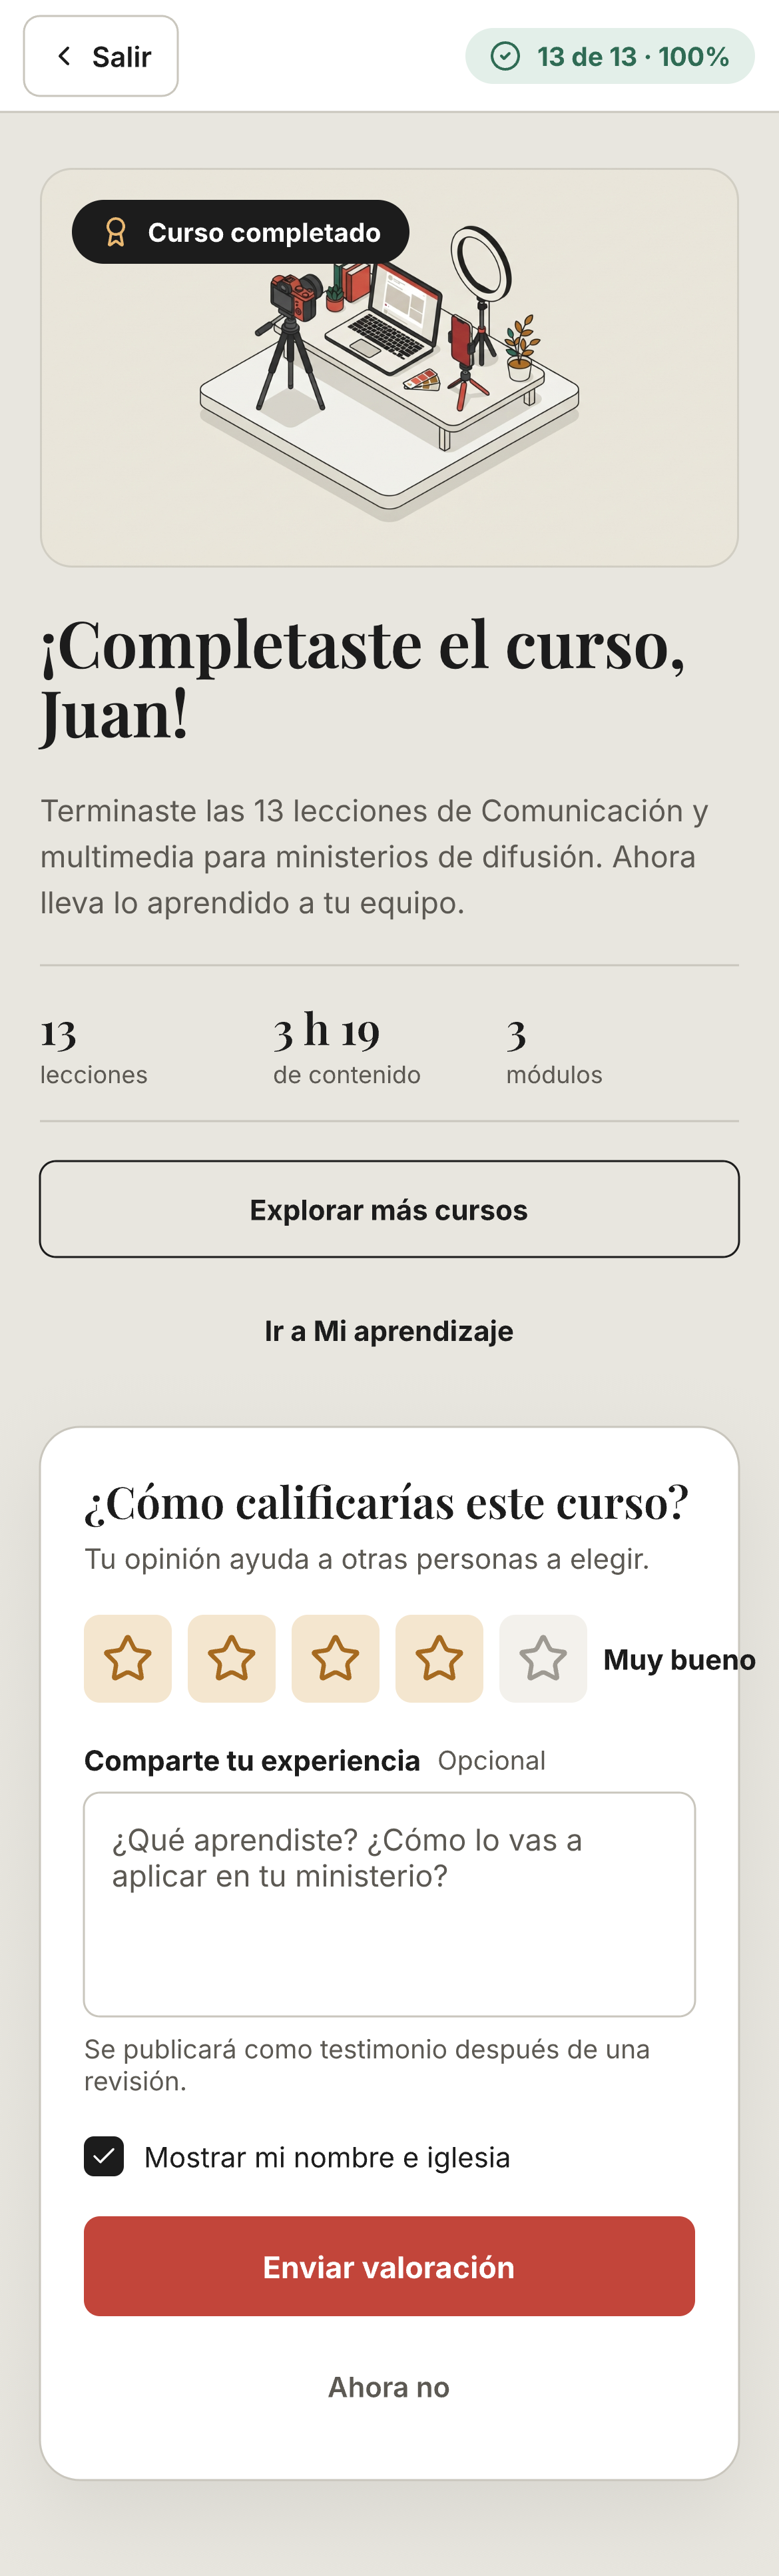 Salir
13 de 13 · 100%
Curso completado
¡Completaste el curso,
Juan!
Terminaste las 13 lecciones de Comunicación y
multimedia para ministerios de difusión. Ahora
lleva lo aprendido a tu equipo.
13
lecciones
3 h 19
de contenido
3
módulos
Explorar más cursos
Ir a Mi aprendizaje
¿Cómo calificarías este curso?
Tu opinión ayuda a otras personas a elegir.
Muy bueno
Comparte tu experiencia Opcional
¿Qué aprendiste? ¿Cómo lo vas a
aplicar en tu ministerio?
Se publicará como testimonio después de una
revisión.
Mostrar mi nombre e iglesia
Enviar valoración
Ahora no